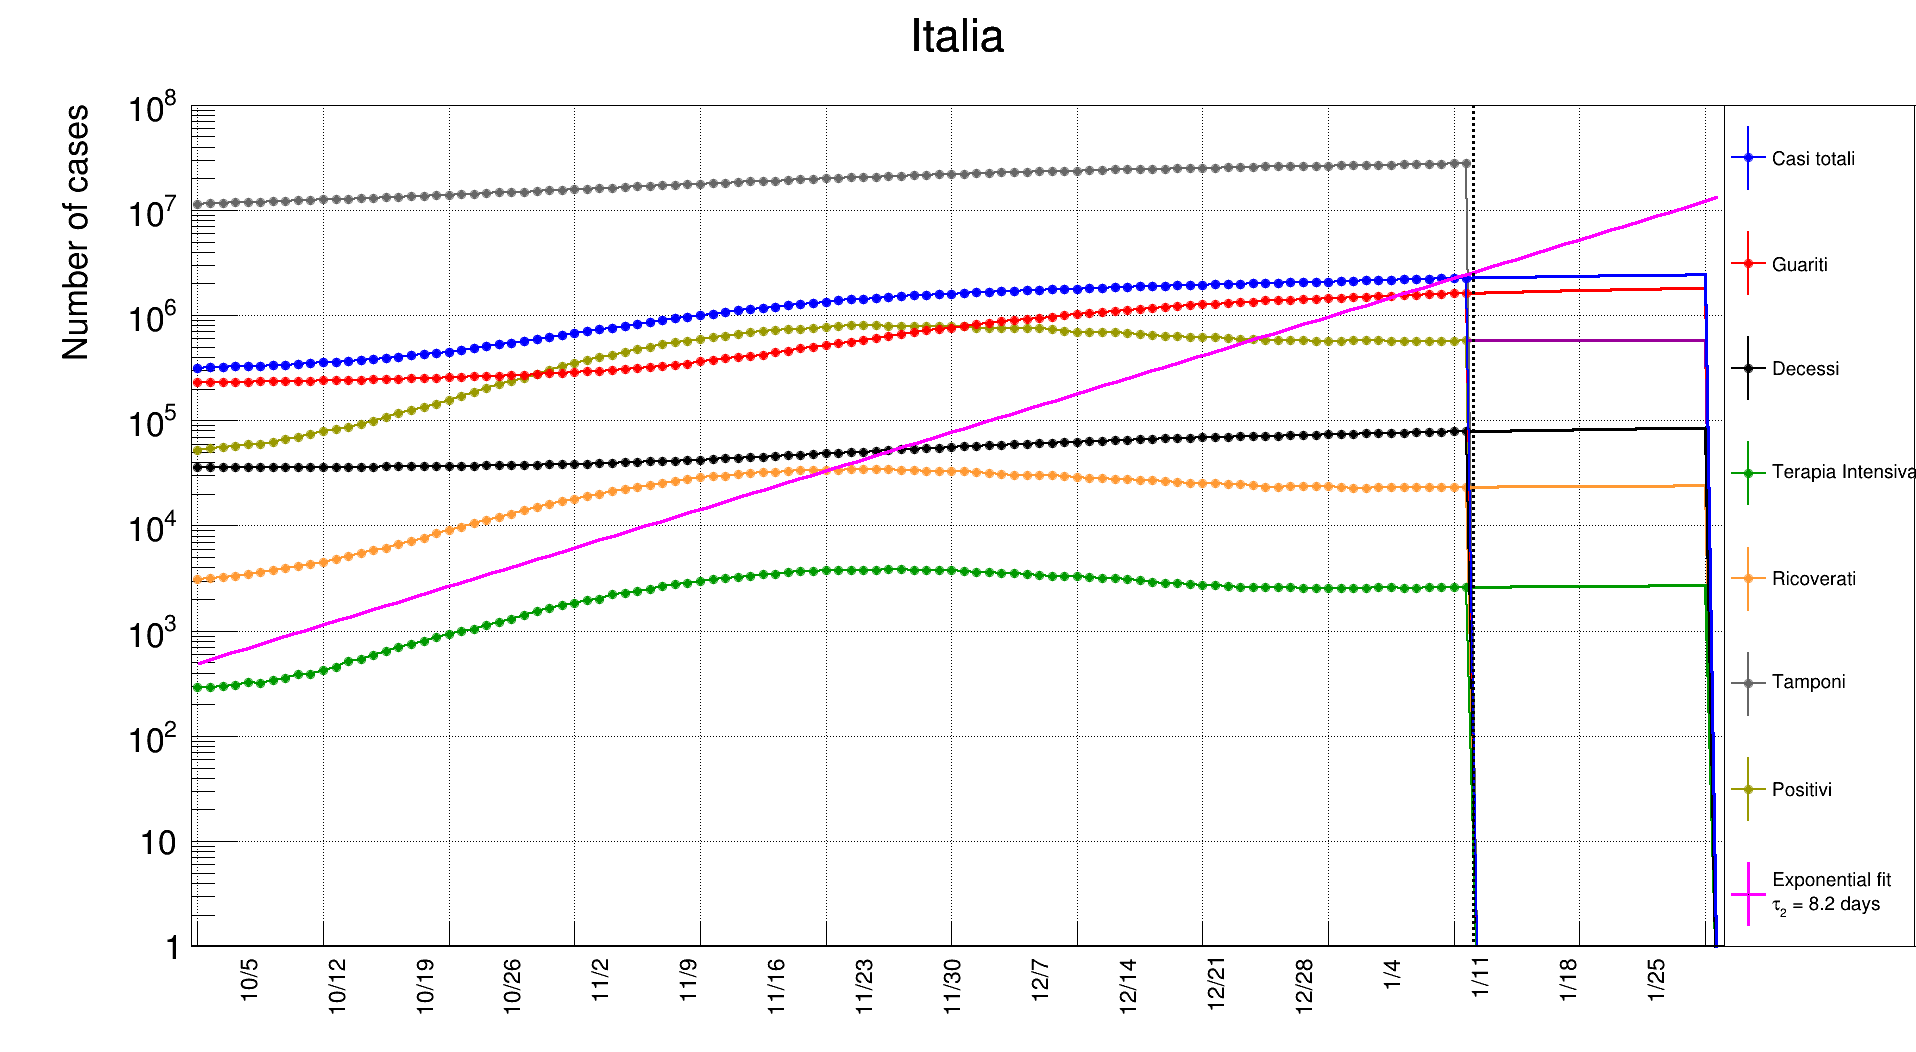 Italia
Number of cases
10^8
10^7
10^6
10^5
10^4
10^3
10^2
10
1
10/5
10/12
10/19
10/26
11/2
11/9
11/16
11/23
11/30
12/7
12/14
12/21
12/28
1/4
1/11
1/18
1/25
Casi totali
Guariti
Decessi
Terapia Intensiva
Ricoverati
Tamponi
Positivi
Exponential fit
τ_2 = 8.2 days